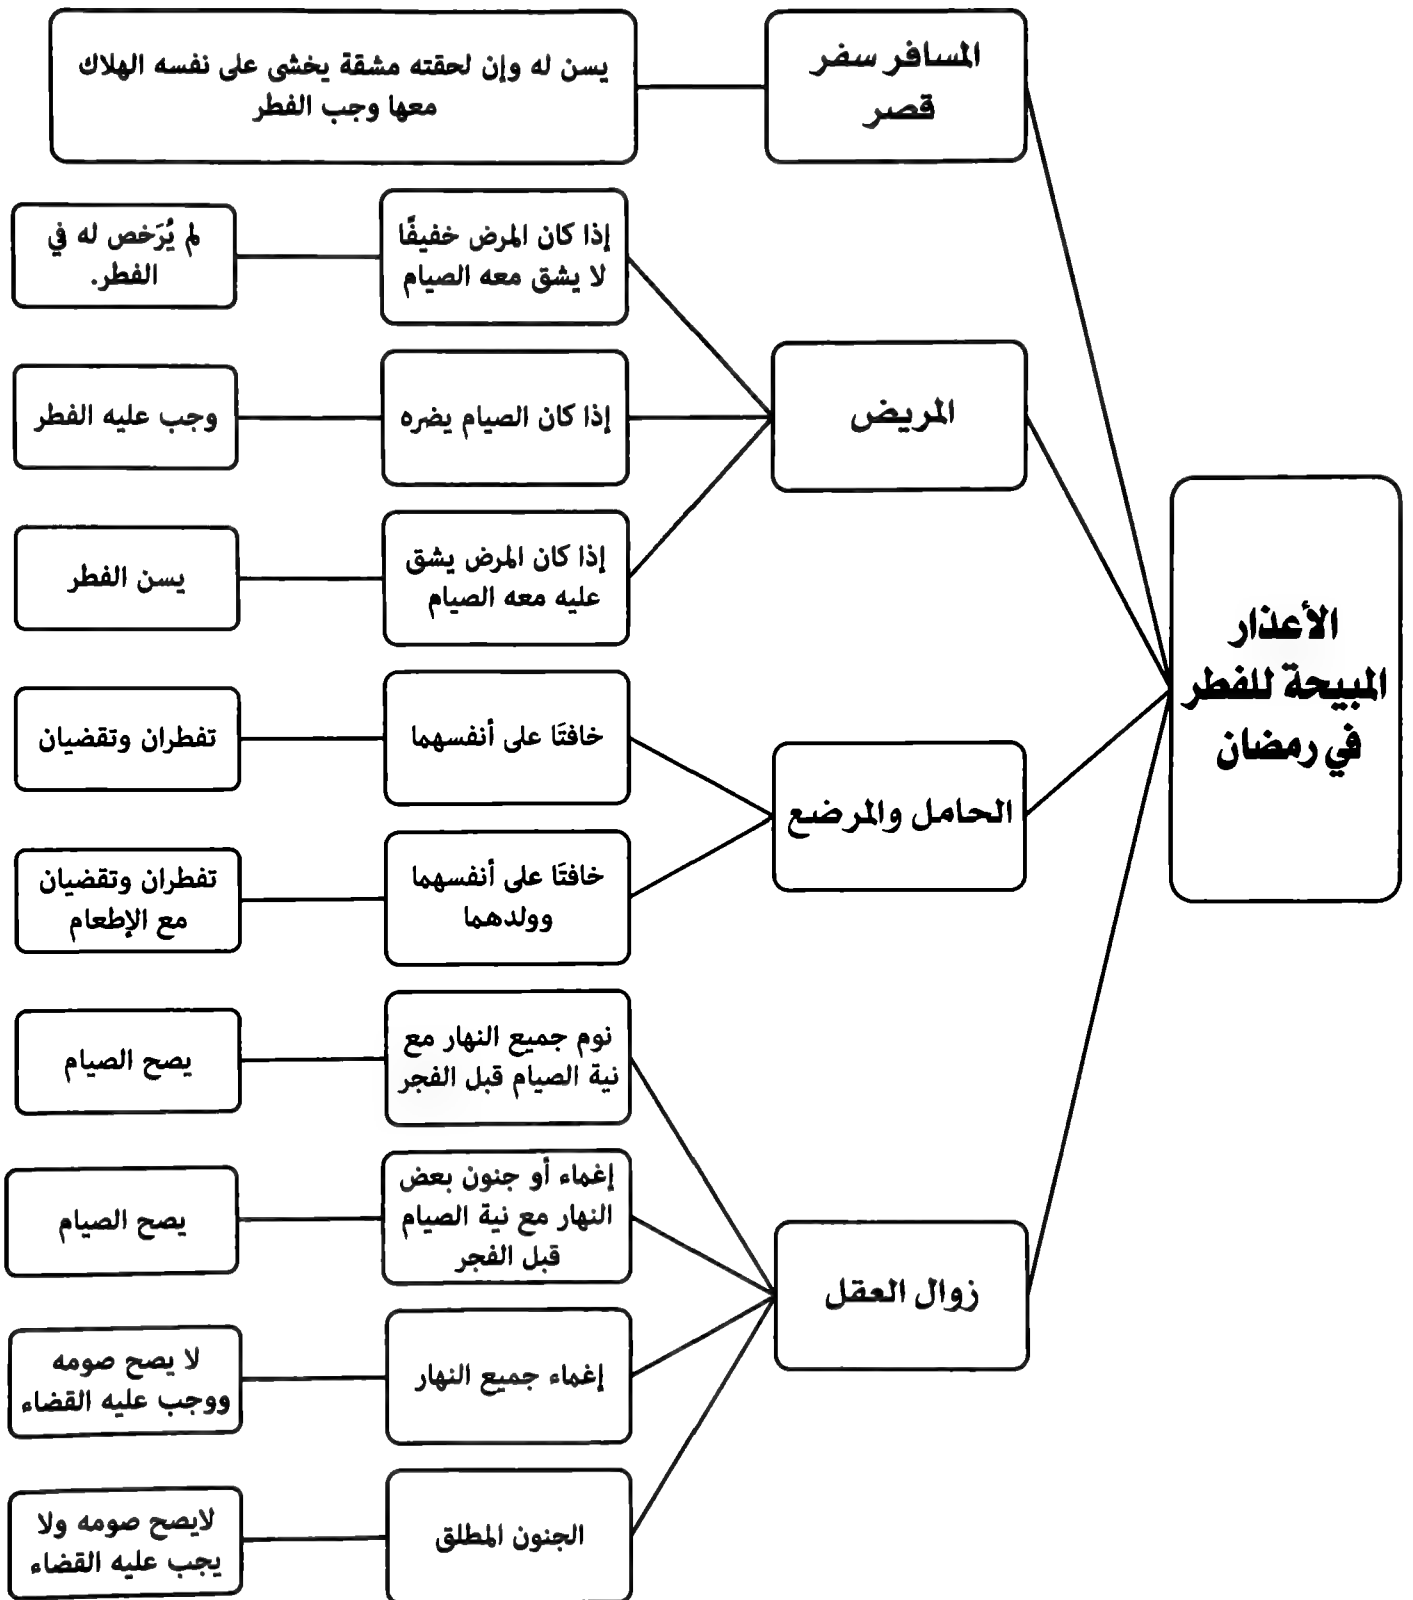 الأعذار
المبيحة للفطر
في رمضان
المسافر سفر
قصر
يسن له وإن لحقته مشقة يخشى على نفسه الهلاك
معها وجب الفطر
المريض
إذا كان المرض خفيفًا
لا يشق معه الصيام
لم يُرَخص له في
الفطر.
إذا كان الصيام يضره
وجب عليه الفطر
إذا كان المرض يشق
عليه معه الصيام
يسن الفطر
الحامل والمرضع
خافتَا على أنفسهما
تفطران وتقضيان
خافتَا على أنفسهما
وولدهما
تفطران وتقضيان
مع الإطعام
زوال العقل
نوم جميع النهار مع
نية الصيام قبل الفجر
يصح الصيام
إغماء أو جنون بعض
النهار مع نية الصيام
قبل الفجر
يصح الصيام
إغماء جميع النهار
لا يصح صومه
ووجب عليه القضاء
الجنون المطلق
لايصح صومه ولا
يجب عليه القضاء